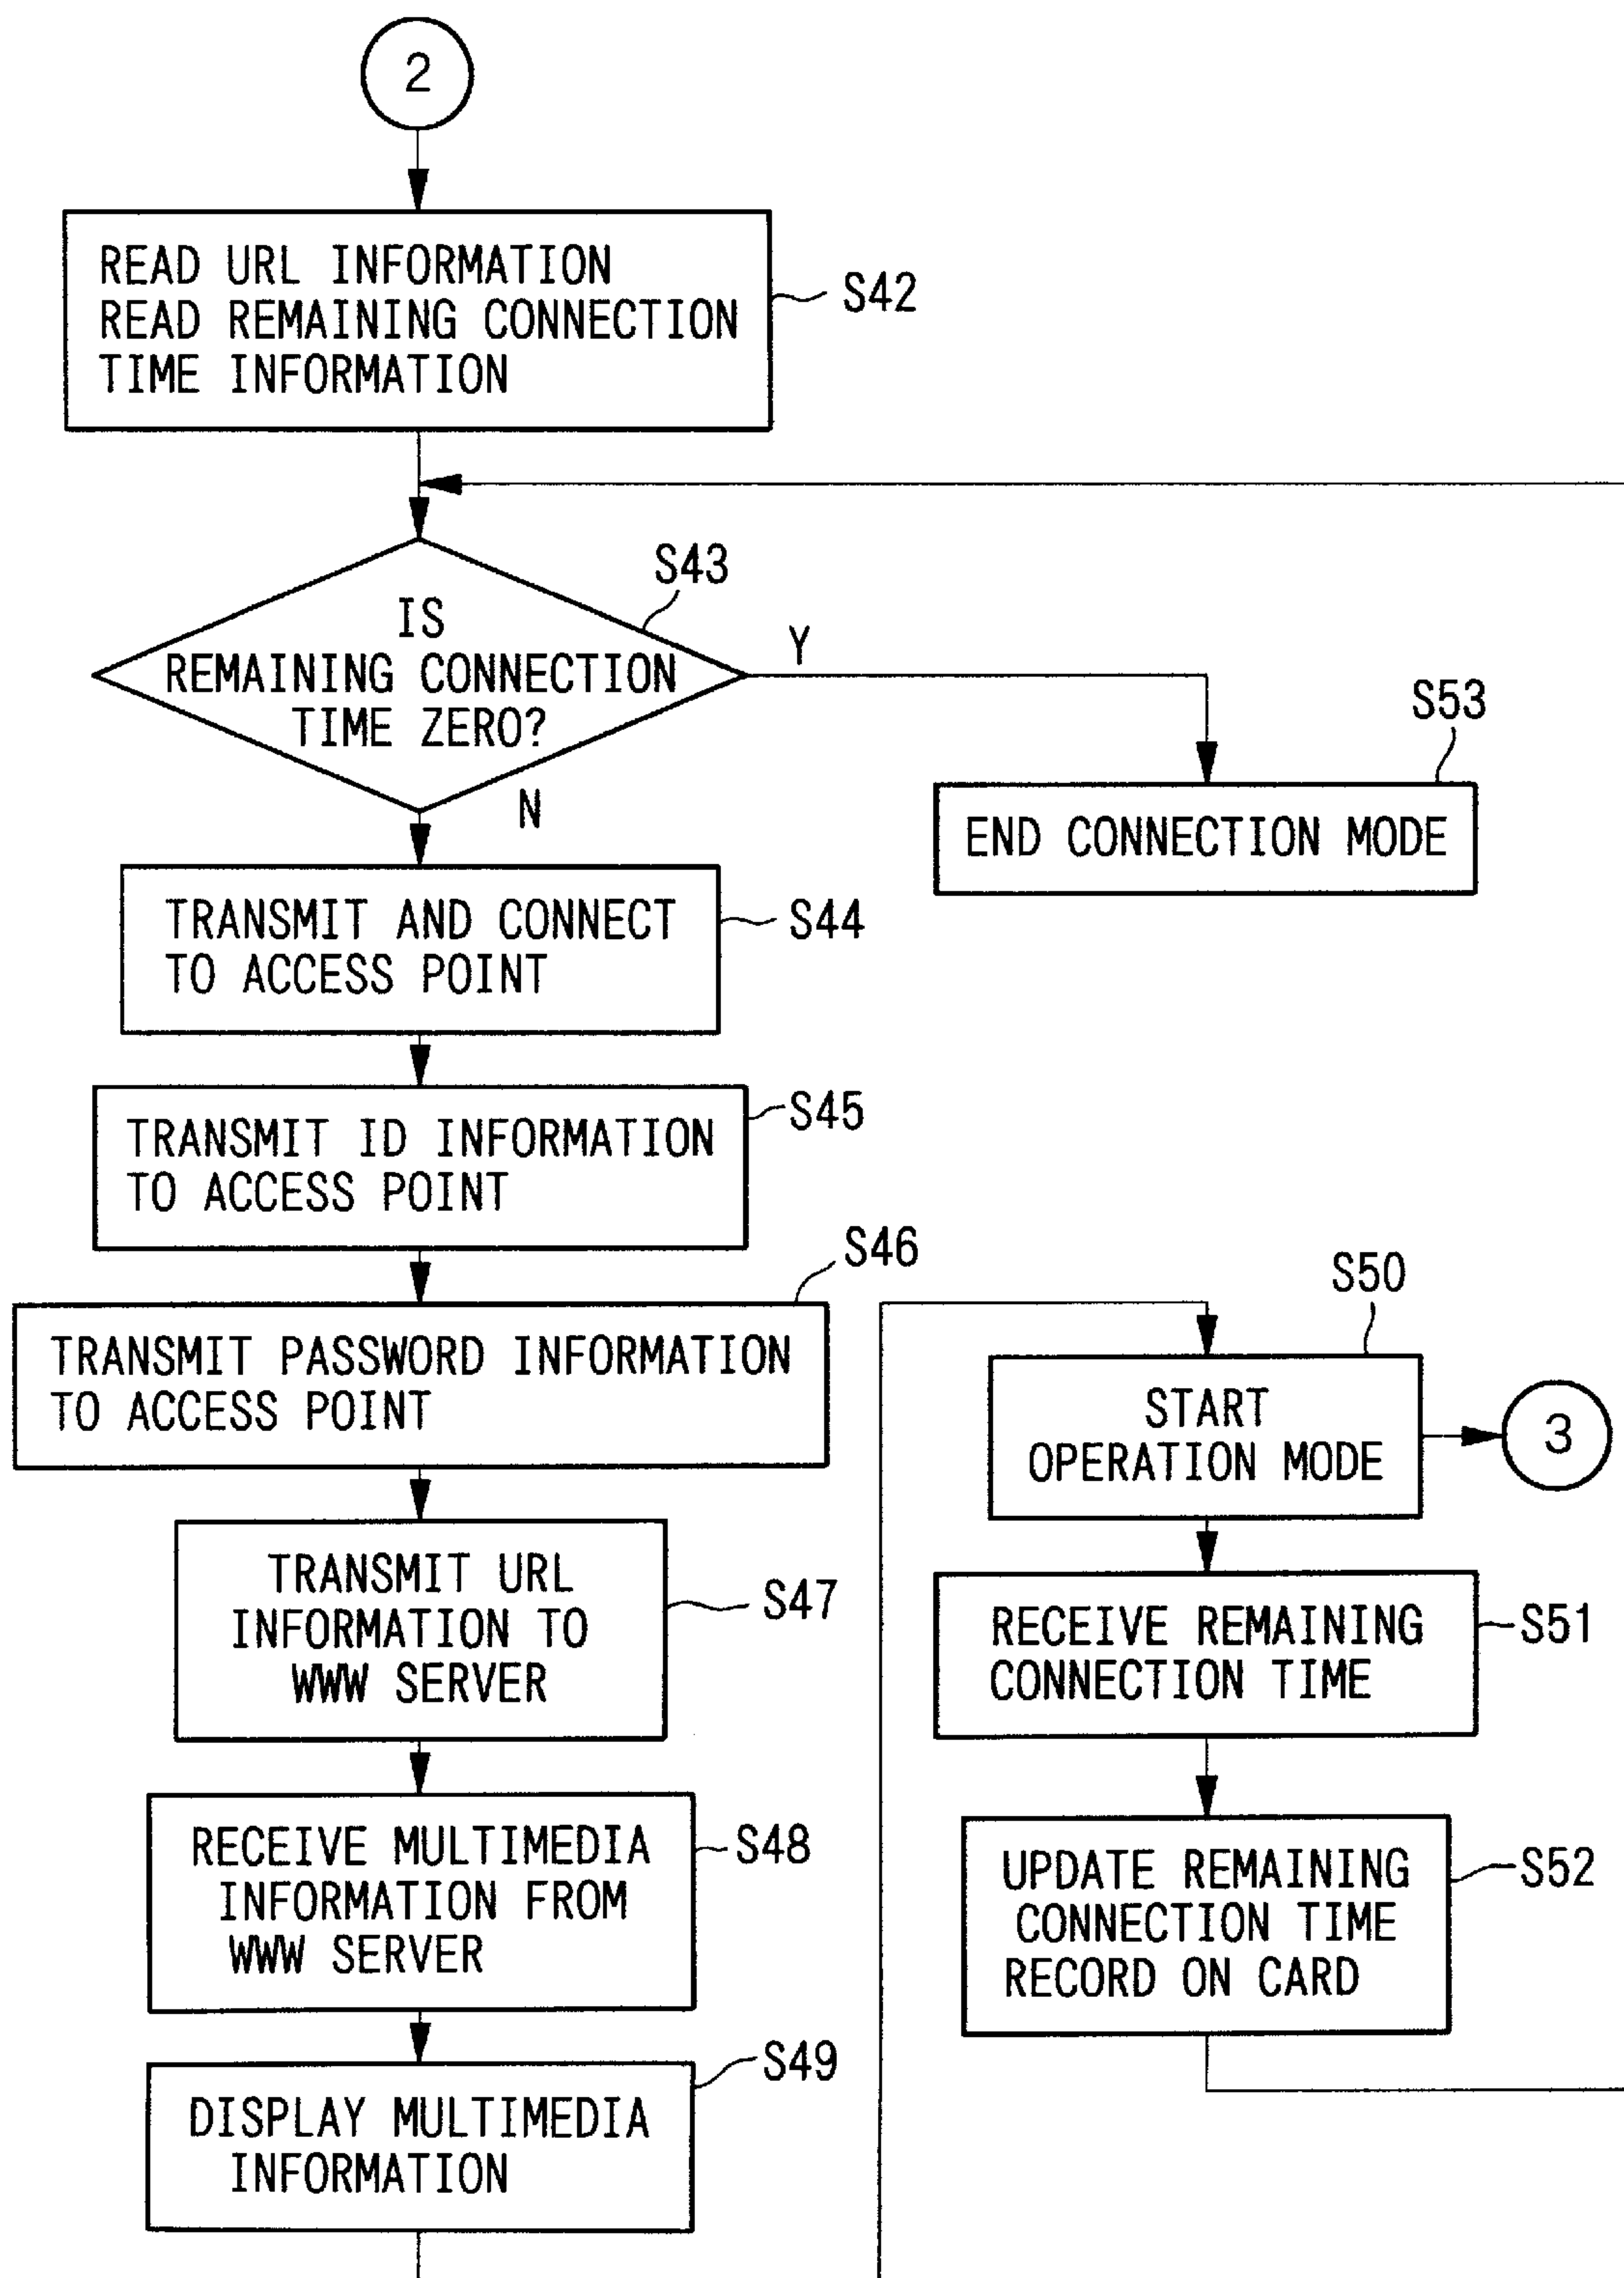 2
READ URL INFORMATION
READ REMAINING CONNECTION
TIME INFORMATION
S42
S43
IS
REMAINING CONNECTION
TIME ZERO?
Y
N
S53
END CONNECTION MODE
TRANSMIT AND CONNECT
TO ACCESS POINT
S44
TRANSMIT ID INFORMATION
TO ACCESS POINT
S45
S46
TRANSMIT PASSWORD INFORMATION
TO ACCESS POINT
TRANSMIT URL
INFORMATION TO
WWW SERVER
S47
RECEIVE MULTIMEDIA
INFORMATION FROM
WWW SERVER
S48
S49
DISPLAY MULTIMEDIA
INFORMATION
S50
START
OPERATION MODE
3
RECEIVE REMAINING
CONNECTION TIME
S51
UPDATE REMAINING
CONNECTION TIME
RECORD ON CARD
S52